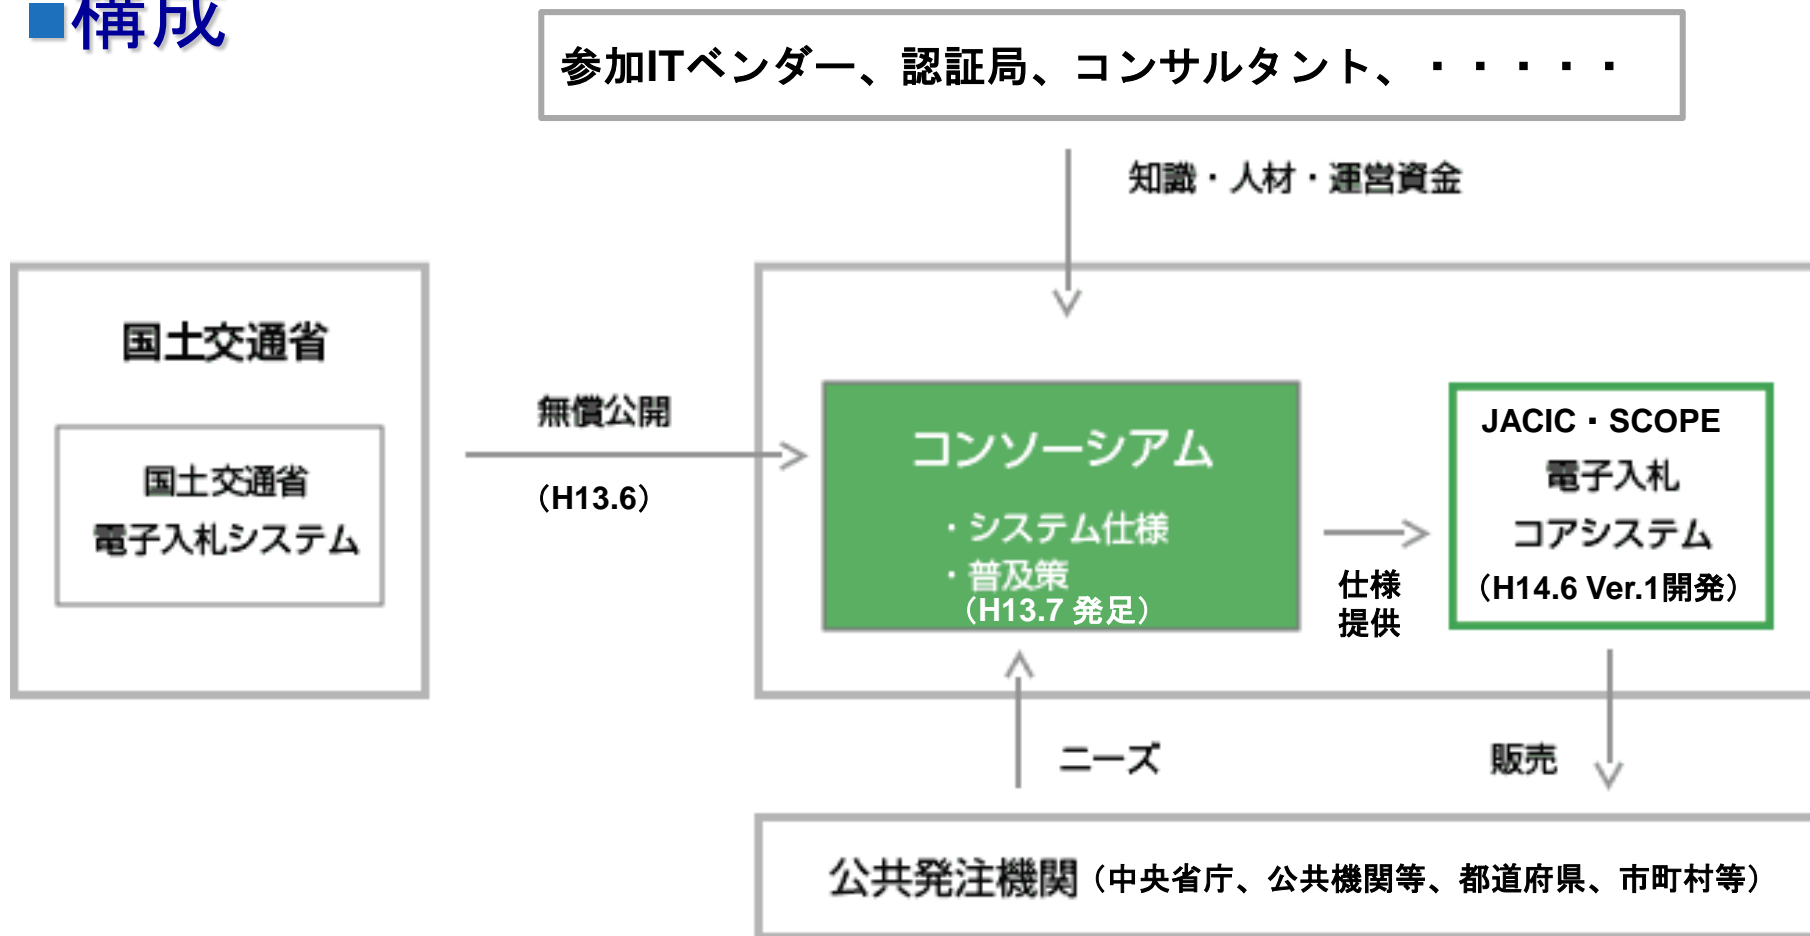 ■構成
参加ITベンダー、認証局、コンサルタント、・・・・・
知識・人材・運営資金
国土交通省
国土交通省
電子入札システム
無償公開
（H13.6）
コンソーシアム
・システム仕様
・普及策
（H13.7 発足）
仕様
提供
JACIC・SCOPE
電子入札
コアシステム
（H14.6 Ver.1開発）
ニーズ
販売
公共発注機関（中央省庁、公共機関等、都道府県、市町村等）